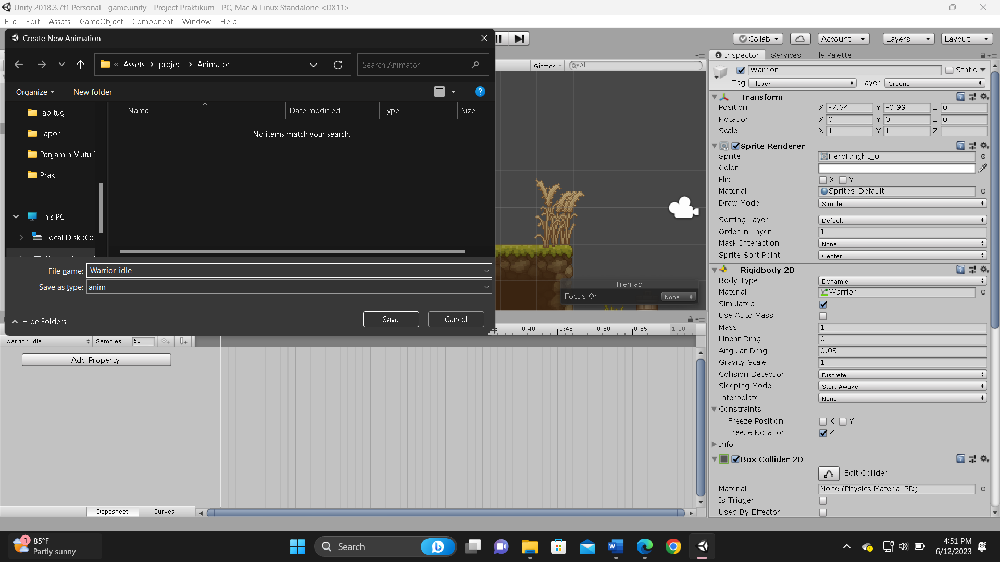 Unity 2018.3.7f1 Personal - game.unity - Project Praktikum - PC, Mac & Linux Standalone <DX11>
File Edit Assets GameObject Component Window Help
Create New Animation
« Assets › project › Animator
Search Animator
Organize
New folder
?
lap tug
Lapor
Penjamin Mutu
Prak
This PC
Local Disk (C:)
Name
Date modified
Type
Size
No items match your search.
File name: Warrior_idle
Save as type: anim
Hide Folders
Save
Cancel
Collab
Account
Layers
Layout
Gizmos
All
Tilemap
Focus On
None
0:40 0:45 0:50 0:55 1:00
warrior_idle
Samples 60
Add Property
Dopesheet
Curves
Inspector Services Tile Palette
Warrior
Static
Tag Player
Layer Ground
Transform
Position X -7.64 Y -0.99 Z 0
Rotation X 0 Y 0 Z 0
Scale X 1 Y 1 Z 1
Sprite Renderer
Sprite HeroKnight_0
Color
Flip X Y
Material Sprites-Default
Draw Mode Simple
Sorting Layer Default
Order in Layer 1
Mask Interaction None
Sprite Sort Point Center
Rigidbody 2D
Body Type Dynamic
Material Warrior
Simulated
Use Auto Mass
Mass 1
Linear Drag 0
Angular Drag 0.05
Gravity Scale 1
Collision Detection Discrete
Sleeping Mode Start Awake
Interpolate None
Constraints
Freeze Position X Y
Freeze Rotation Z
Info
Box Collider 2D
Edit Collider
Material None (Physics Material 2D)
Is Trigger
Used By Effector
1
85°F
Partly sunny
Search
4:51 PM
6/12/2023